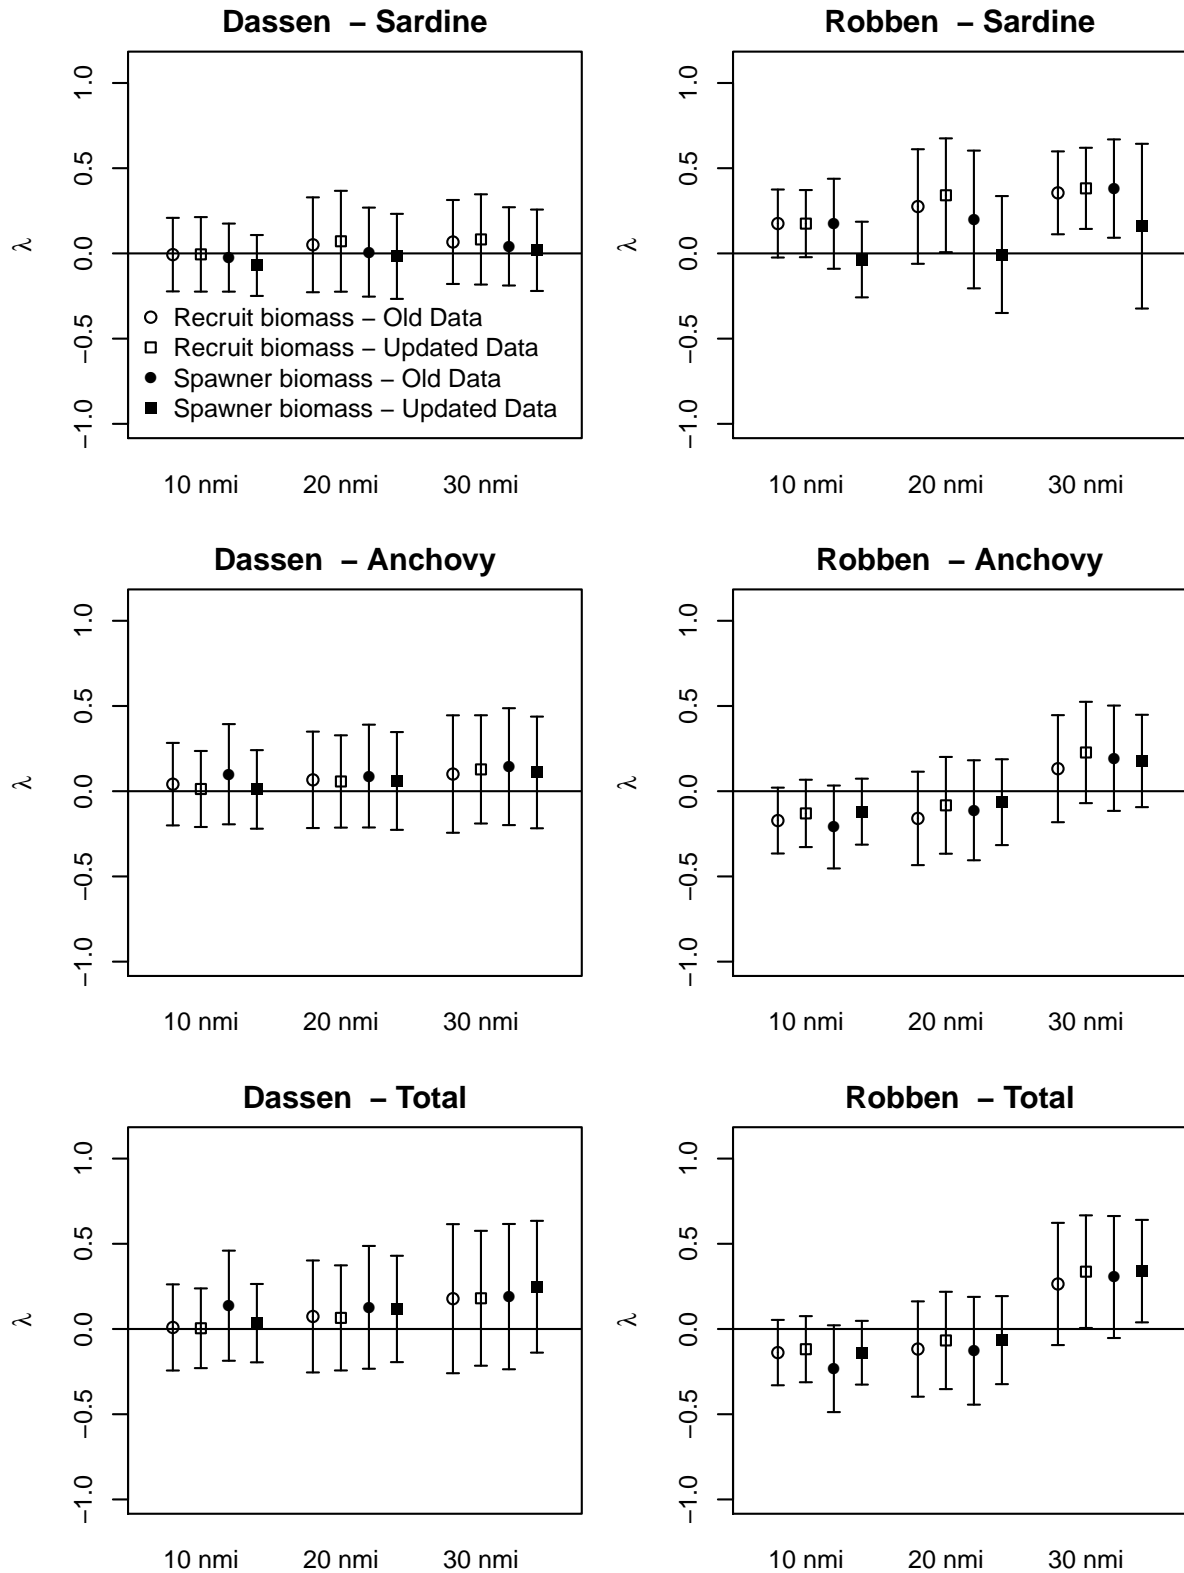 Dassen – Sardine
Robben – Sardine
1.0
0.5
0.0
−0.5
−1.0
λ
Recruit biomass – Old Data
Recruit biomass – Updated Data
Spawner biomass – Old Data
Spawner biomass – Updated Data
10 nmi 20 nmi 30 nmi
1.0
0.5
0.0
−0.5
−1.0
λ
10 nmi 20 nmi 30 nmi
Dassen – Anchovy
Robben – Anchovy
1.0
0.5
0.0
−0.5
−1.0
λ
10 nmi 20 nmi 30 nmi
1.0
0.5
0.0
−0.5
−1.0
λ
10 nmi 20 nmi 30 nmi
Dassen – Total
Robben – Total
1.0
0.5
0.0
−0.5
−1.0
λ
10 nmi 20 nmi 30 nmi
1.0
0.5
0.0
−0.5
−1.0
λ
10 nmi 20 nmi 30 nmi